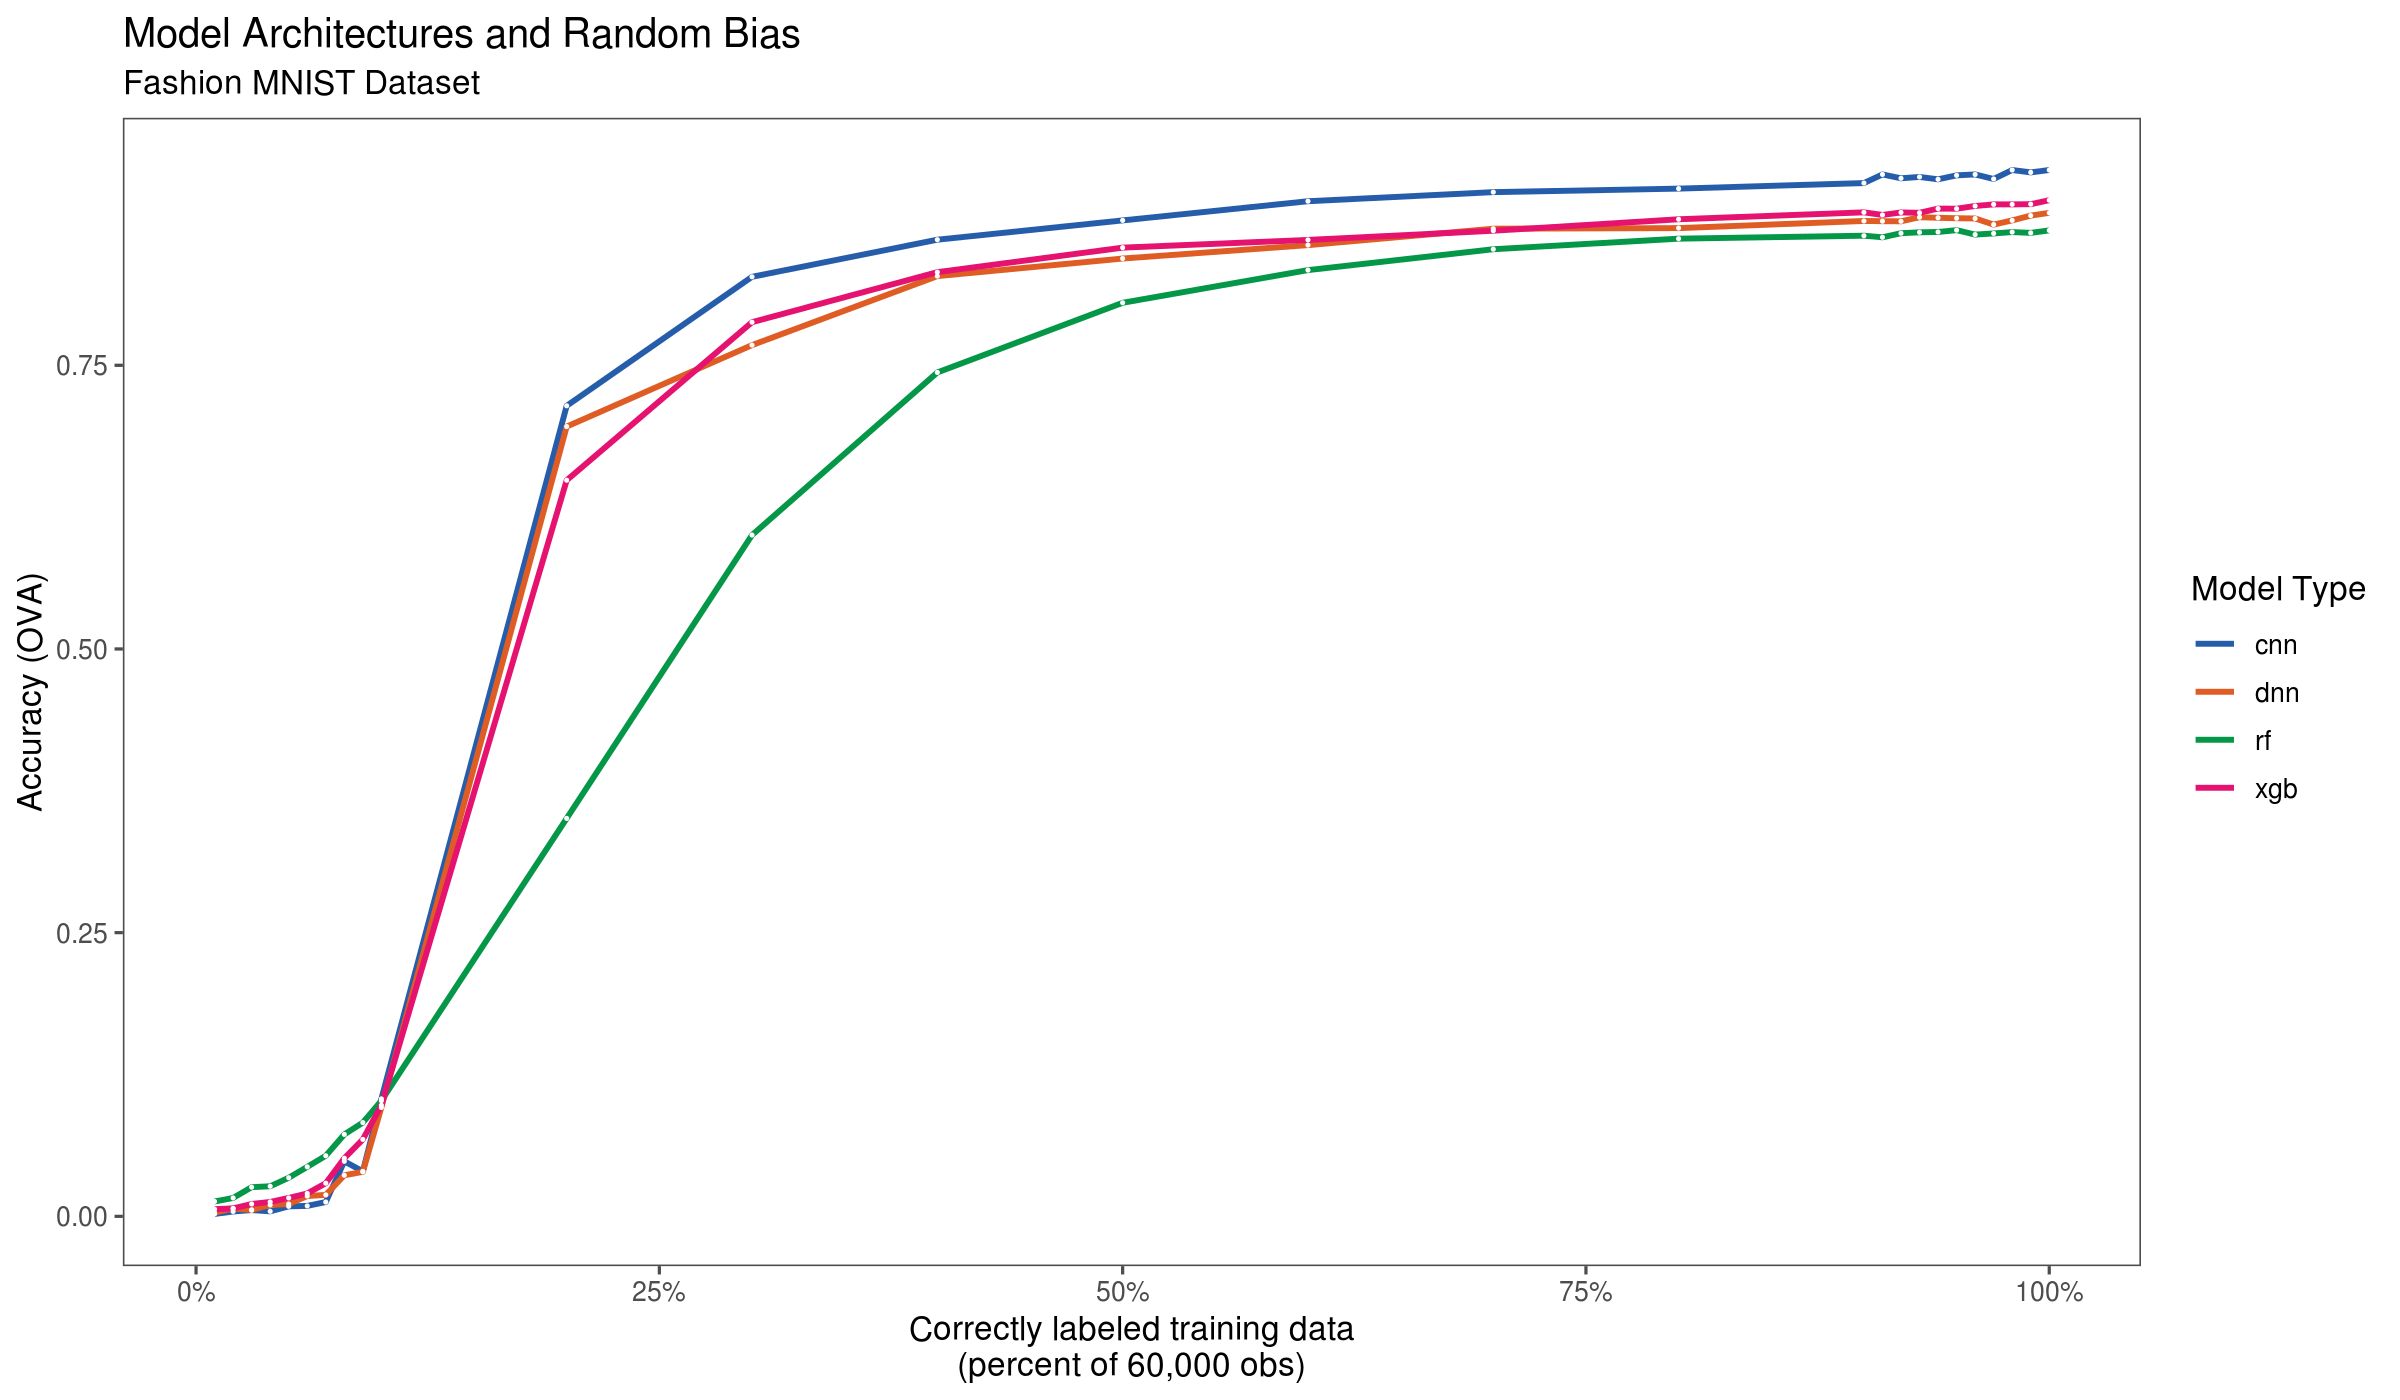 Model Architectures and Random Bias
Fashion MNIST Dataset
Accuracy (OVA)
0.75
0.50
0.25
0.00
0%
25%
50%
75%
100%
Correctly labeled training data
(percent of 60,000 obs)
Model Type
cnn
dnn
rf
xgb